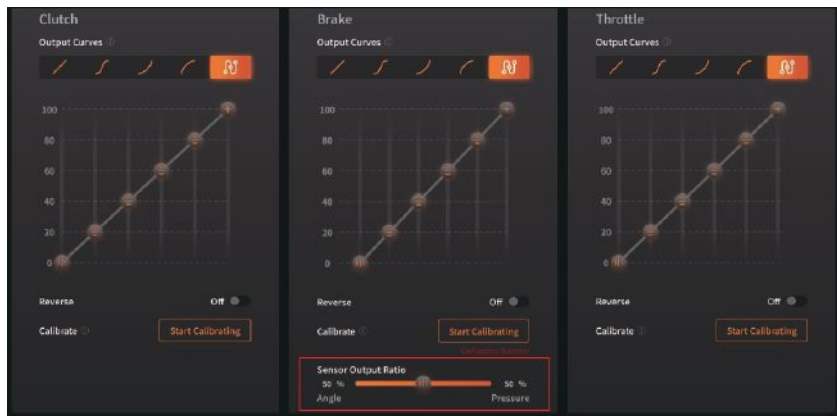 Clutch
Output Curves
100
80
60
40
20
0
Reverse
Off
Calibrate
Start Calibrating
Brake
Output Curves
100
80
60
40
20
0
Reverse
Off
Calibrate
Start Calibrating
Sensor Output Ratio
50 %
50 %
Angle
Pressure
Throttle
Output Curves
100
80
60
40
20
0
Reverse
Off
Calibrate
Start Calibrating